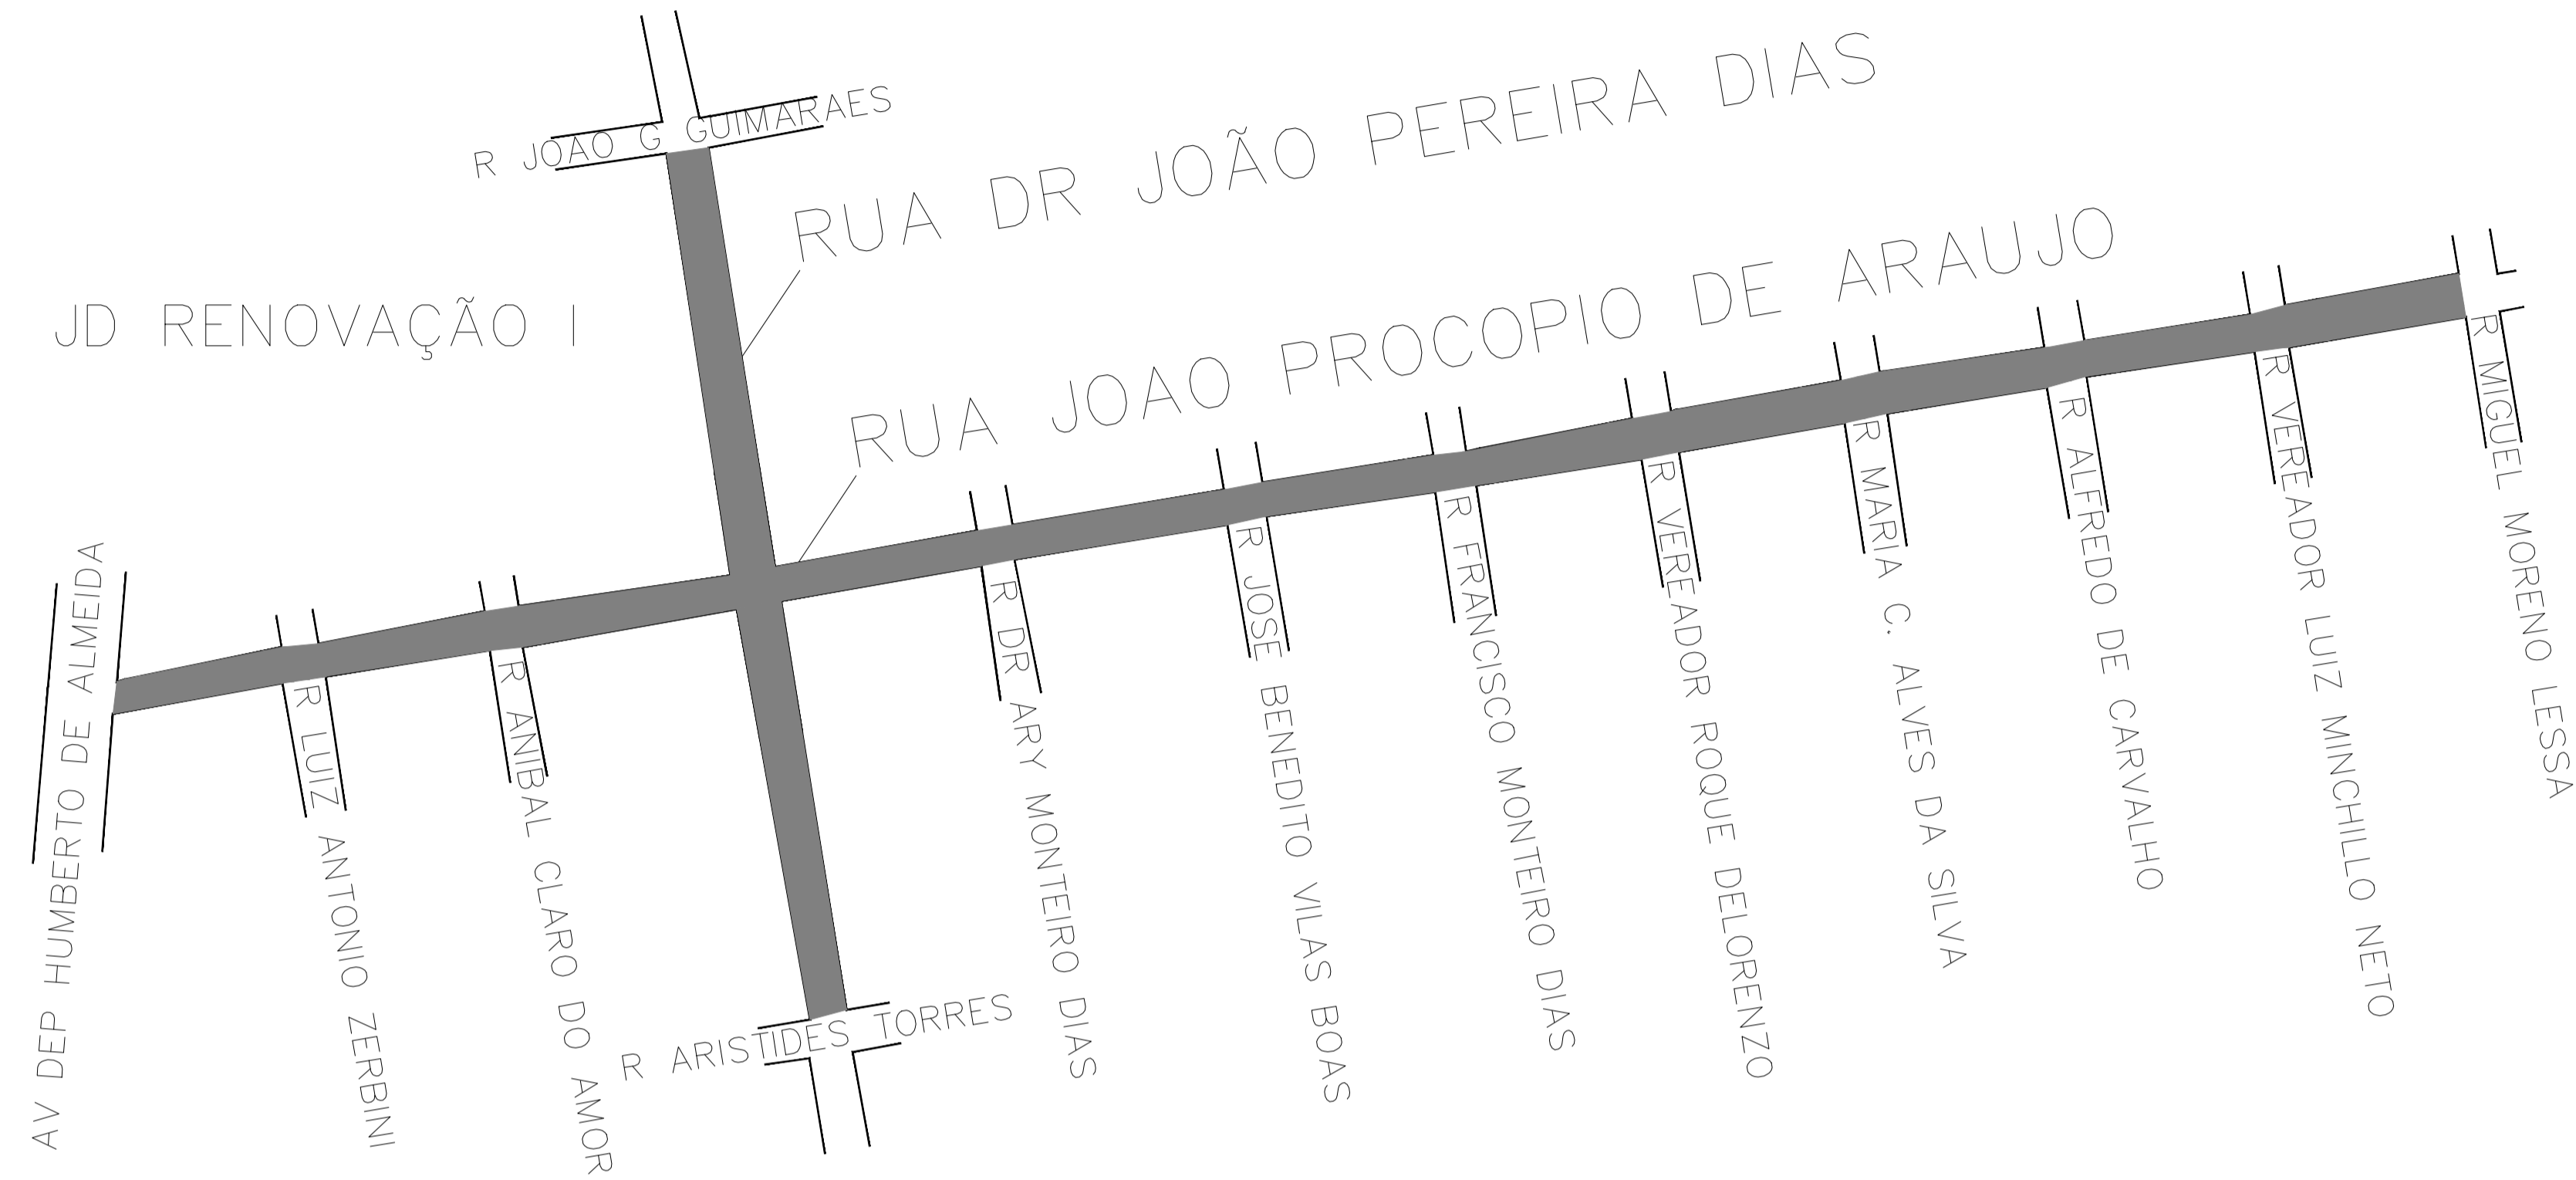 R JOAO G GUIMARAES
RUA DR JOÃO PEREIRA DIAS
JD RENOVAÇÃO I
RUA JOAO PROCOPIO DE ARAUJO
AV DEP HUMBERTO DE ALMEIDA
R LUIZ ANTONIO ZERBINI
R ANIBAL CLARO DO AMOR
R ARISTIDES TORRES
R DR ARY MONTEIRO DIAS
R JOSE BENEDITO VILAS BOAS
R FRANCISCO MONTEIRO DIAS
R VEREADOR ROQUE DELORENZO
R MARIA C. ALVES DA SILVA
R ALFREDO DE CARVALHO
R VEREADOR LUIZ MINCHILLO NETO
R MIGUEL MORENO LESSA